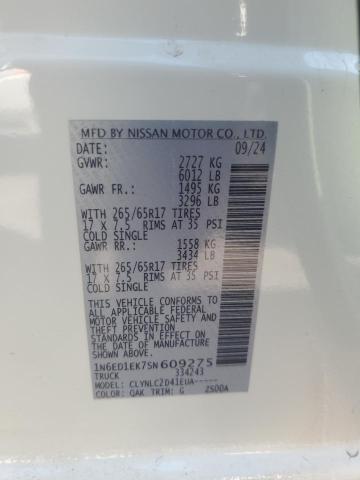 MFD BY NISSAN MOTOR CO., LTD.
DATE: 09/24
GVWR: 2727 KG
6012 LB
GAWR FR.: 1495 KG
3296 LB
WITH 265/65R17 TIRES
17 X 7.5 RIMS AT 35 PSI
COLD SINGLE
GAWR RR.: 1558 KG
3434 LB
WITH 265/65R17 TIRES
17 X 7.5 RIMS AT 35 PSI
COLD SINGLE
THIS VEHICLE CONFORMS TO
ALL APPLICABLE FEDERAL
MOTOR VEHICLE SAFETY
AND THEFT PREVENTION
STANDARDS IN EFFECT ON
THE DATE OF MANUFACTURE
SHOWN ABOVE.
1N6ED1EK7SN609275
TRUCK 334243
MODEL: CLYNLC2D41EUA-----
COLOR: QAK TRIM: G 2S00A